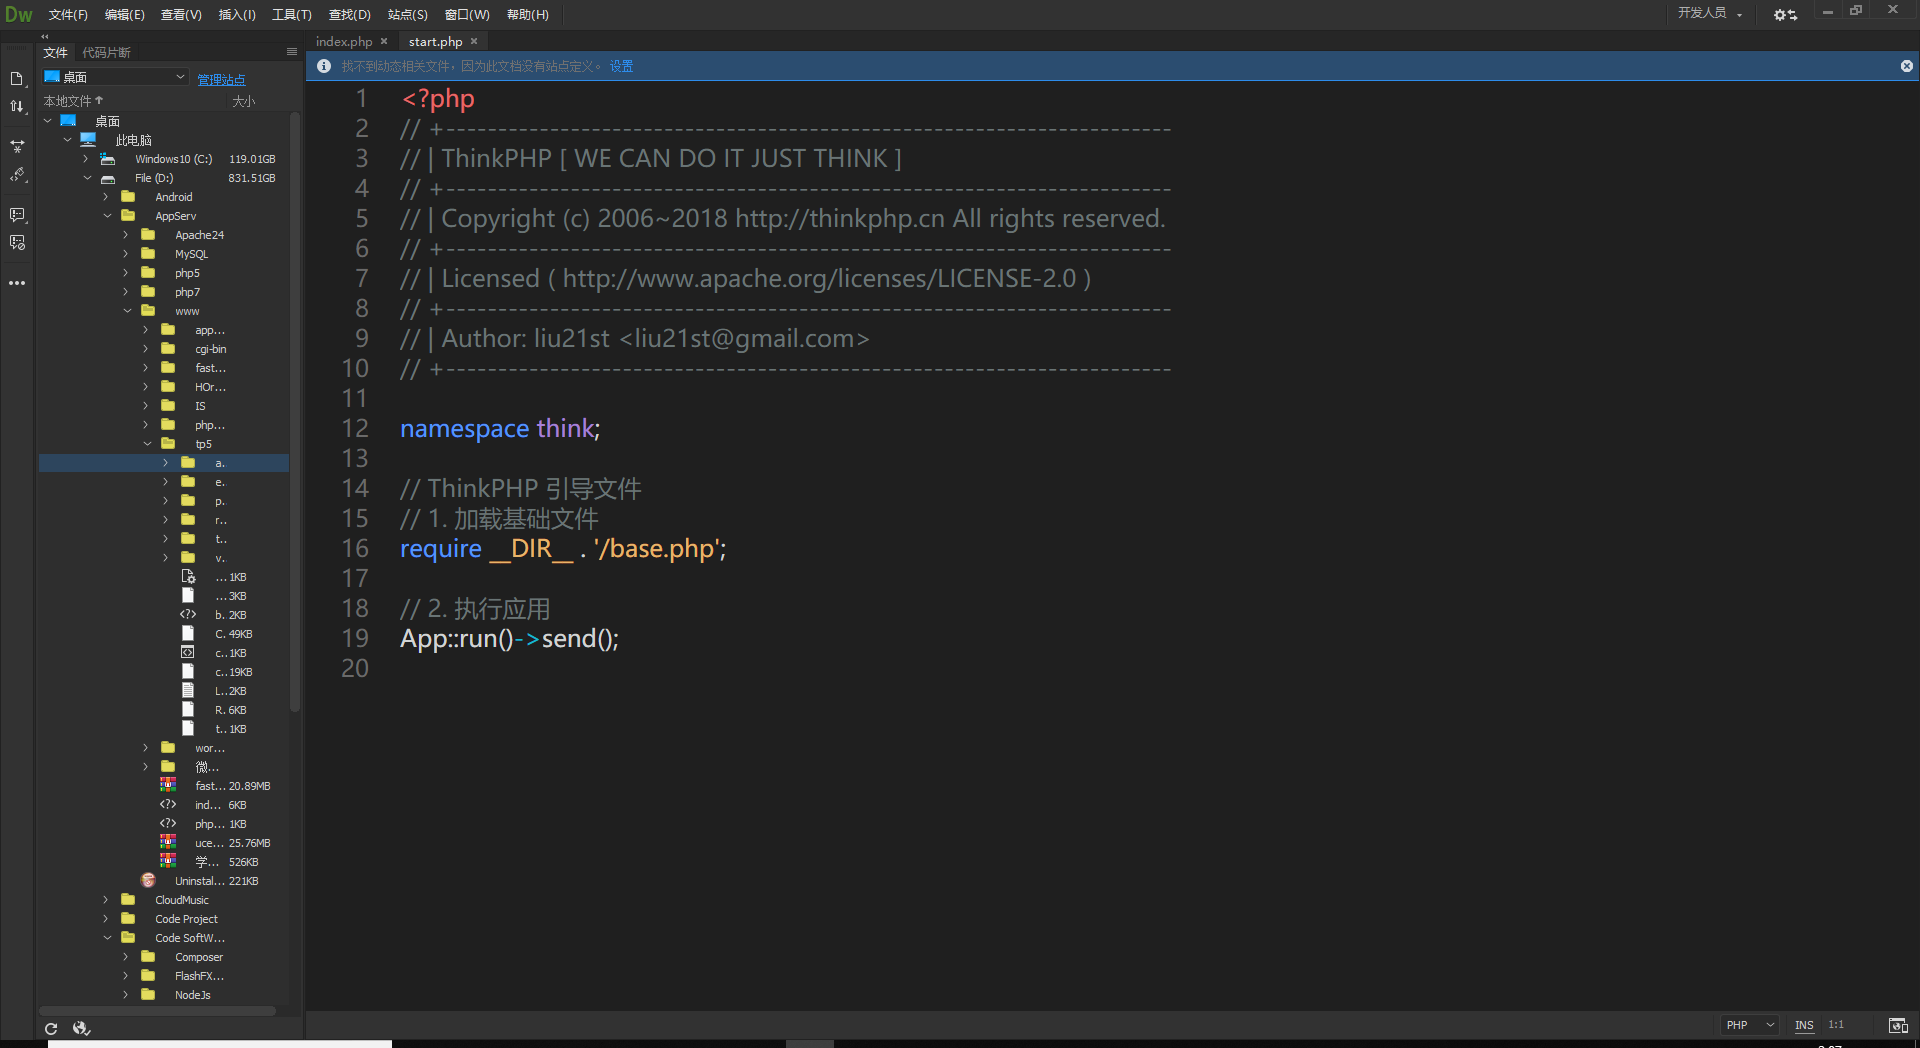 Dw 文件(F) 编辑(E) 查看(V) 插入(I) 工具(T) 查找(D) 站点(S) 窗口(W) 帮助(H) 开发人员
文件 代码片断
桌面 管理站点
本地文件 大小
桌面
此电脑
Windows10 (C:) 119.01GB
File (D:) 831.51GB
Android
AppServ
Apache24
MySQL
php5
php7
www
app...
cgi-bin
fast...
HOr...
IS
php...
tp5
a..
e..
p..
r..
t..
v..
... 1KB
... 3KB
b.. 2KB
C. 49KB
c.. 1KB
c.. 19KB
L.. 2KB
R. 6KB
t.. 1KB
wor...
微...
fast... 20.89MB
ind... 6KB
php... 1KB
uce... 25.76MB
学... 526KB
Uninstal... 221KB
CloudMusic
Code Project
Code SoftW...
Composer
FlashFX...
NodeJs
index.php start.php
找不到动态相关文件，因为此文档没有站点定义。 设置
1 <?php
2 // +----------------------------------------------------------------------
3 // | ThinkPHP [ WE CAN DO IT JUST THINK ]
4 // +----------------------------------------------------------------------
5 // | Copyright (c) 2006~2018 http://thinkphp.cn All rights reserved.
6 // +----------------------------------------------------------------------
7 // | Licensed ( http://www.apache.org/licenses/LICENSE-2.0 )
8 // +----------------------------------------------------------------------
9 // | Author: liu21st <liu21st@gmail.com>
10 // +----------------------------------------------------------------------
11
12 namespace think;
13
14 // ThinkPHP 引导文件
15 // 1. 加载基础文件
16 require __DIR__ . '/base.php';
17
18 // 2. 执行应用
19 App::run()->send();
20
PHP INS 1:1